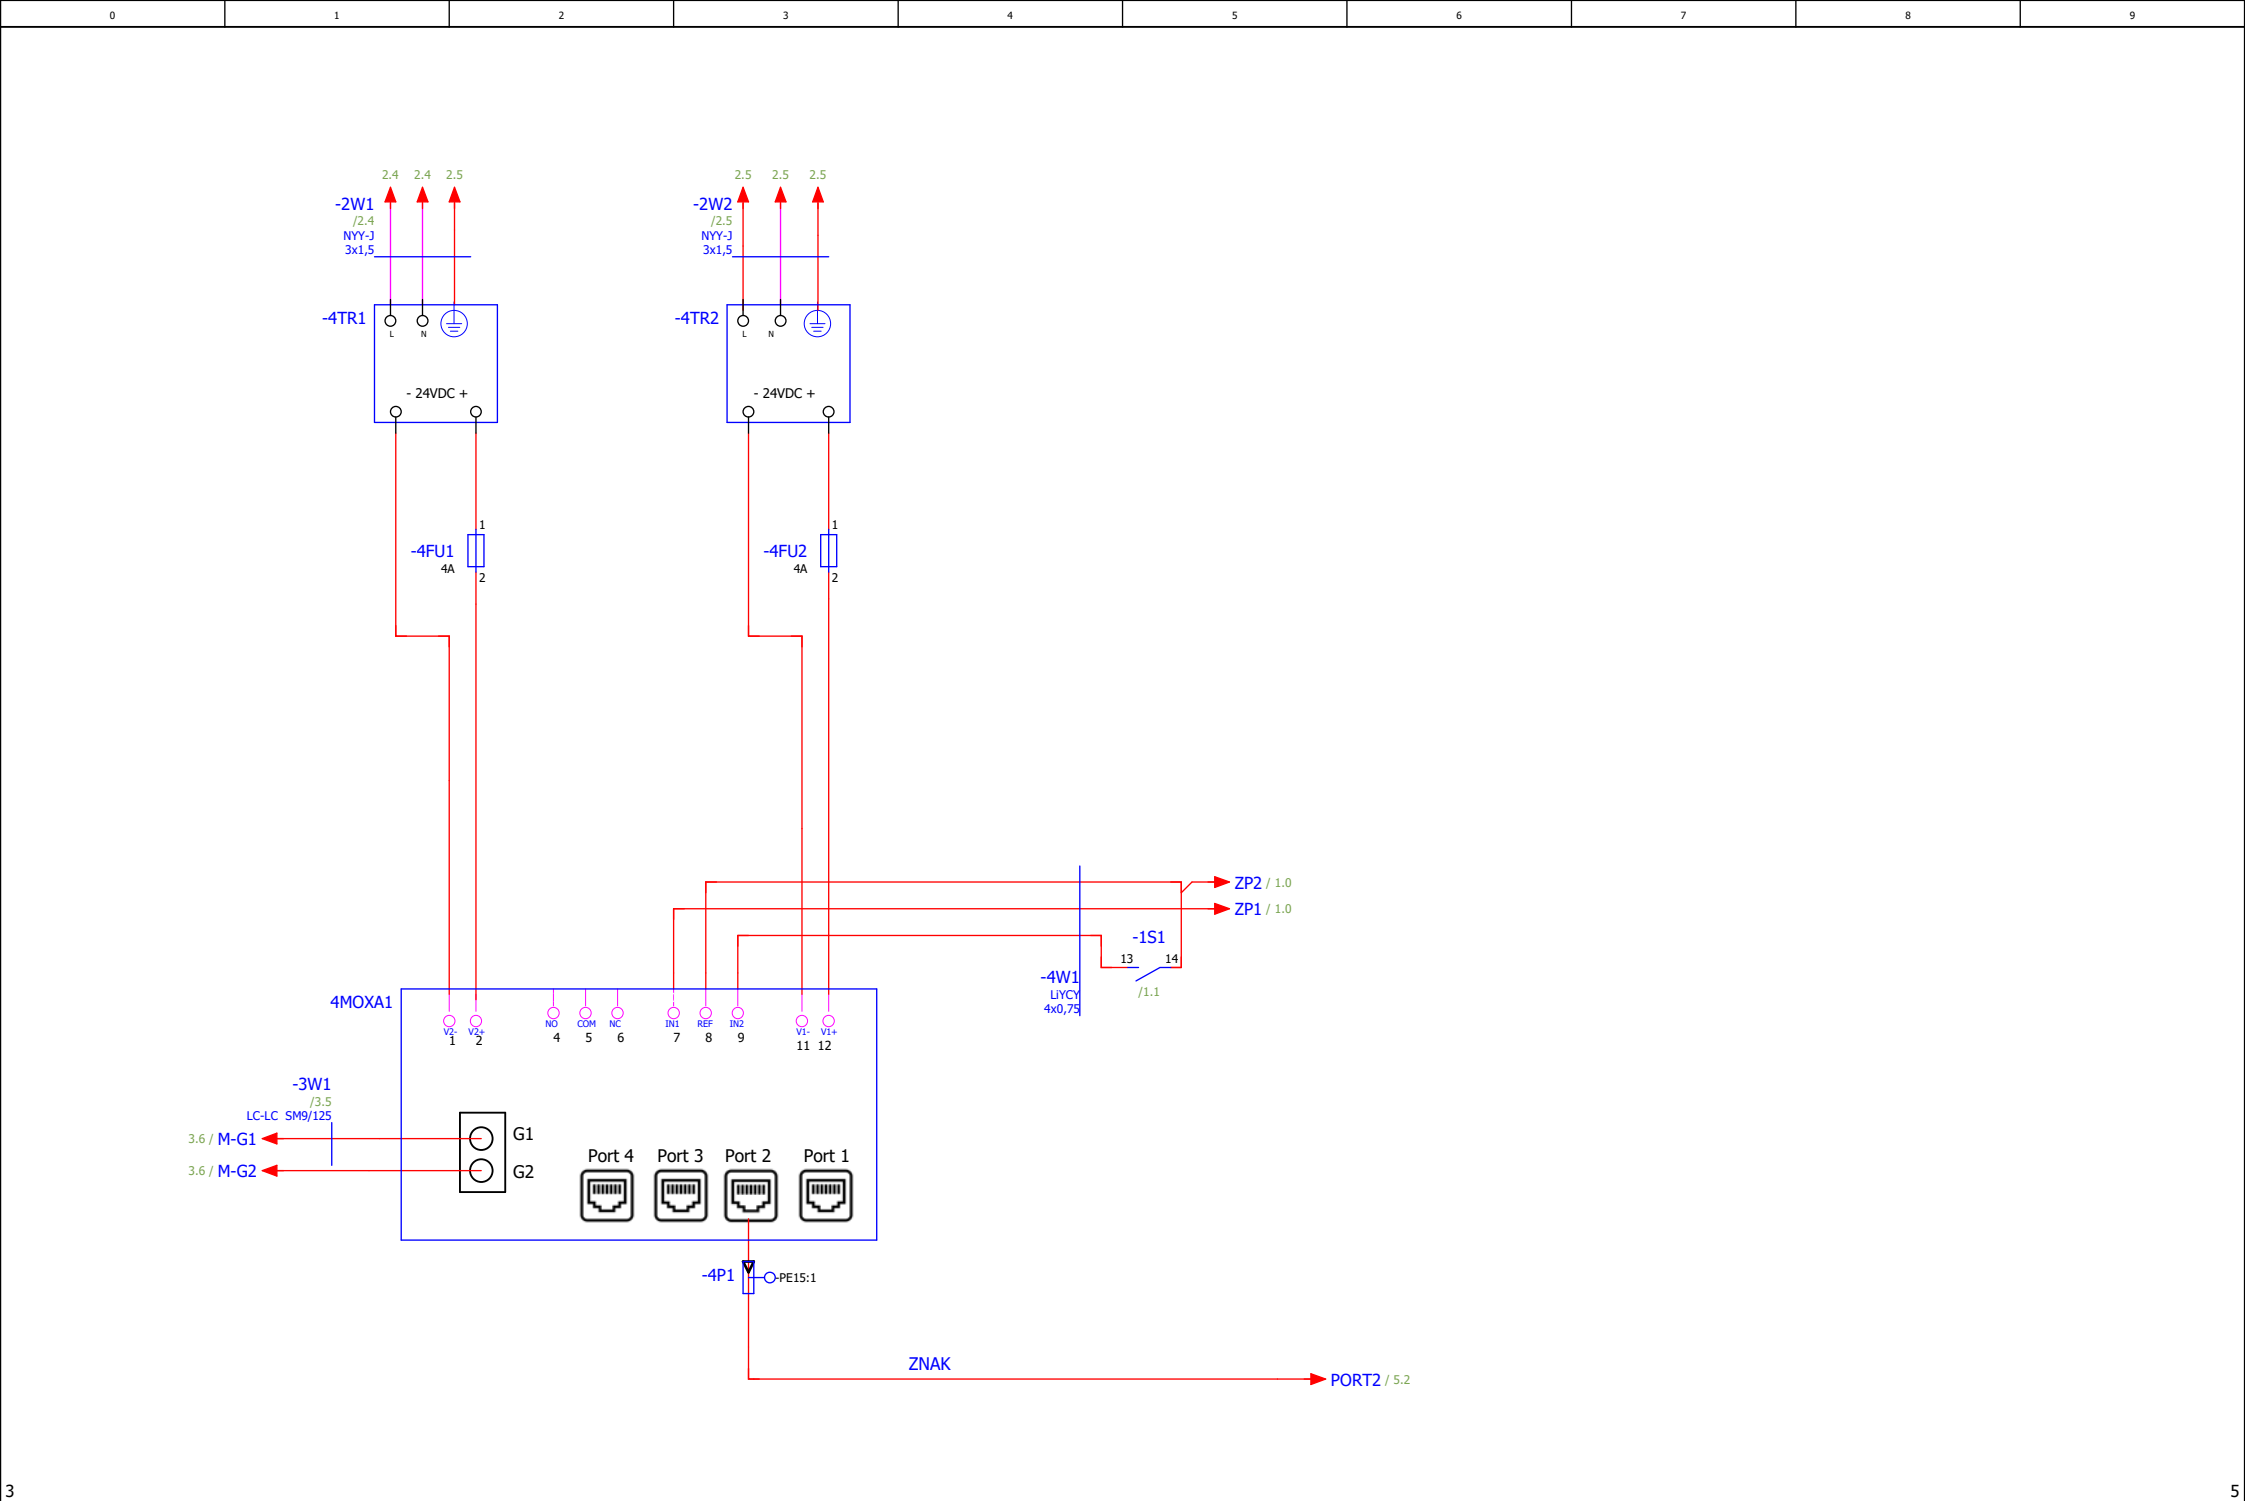 0 1 2 3 4 5 6 7 8 9
2.4 2.4 2.5
-2W1
/2.4
NYY-J
3x1,5
2.5 2.5 2.5
-2W2
/2.5
NYY-J
3x1,5
-4TR1
L N
- 24VDC +
-4TR2
L N
- 24VDC +
1
-4FU1
4A
2
1
-4FU2
4A
2
ZP2 / 1.0
ZP1 / 1.0
-1S1
13 14
/1.1
-4W1
LiYCY
4x0,75
4MOXA1
V2- V2+ NO COM NC IN1 REF IN2 V1- V1+
1 2 4 5 6 7 8 9 11 12
-3W1
/3.5
LC-LC SM9/125
3.6 / M-G1
3.6 / M-G2
G1
G2
Port 4 Port 3 Port 2 Port 1
-4P1
-PE15:1
ZNAK
PORT2 / 5.2
3
5